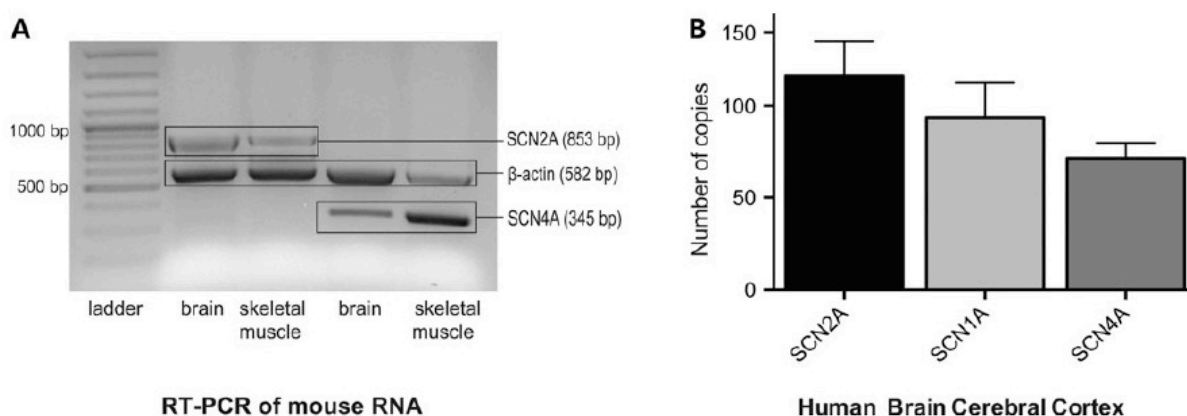 A
1000 bp
500 bp
SCN2A (853 bp)
β-actin (582 bp)
SCN4A (345 bp)
ladder
brain
skeletal
muscle
brain
skeletal
muscle
RT-PCR of mouse RNA
B
Number of copies
150
100
50
0
SCN2A
SCN1A
SCN4A
Human Brain Cerebral Cortex